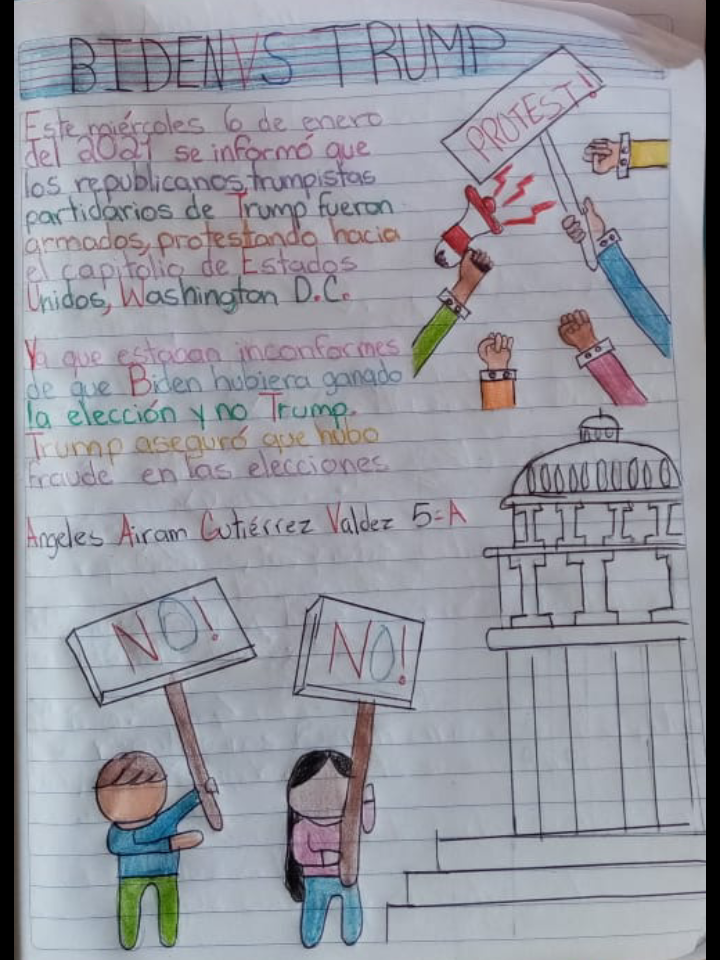 BIDEN VS TRUMP
PROTEST!
Este miércoles 6 de enero
del 2021 se informó que
los republicanos, trumpistas
partidarios de Trump fueron
armados, protestando hacia
el capitólio de Estados
Unidos, Washington D.C.
Ya que estaban inconformes
de que Biden hubiera ganado
la elección y no Trump.
Trump aseguró que hubo
fraude en las elecciones
Angeles Airam Gutiérrez Valdez 5=A
NO!
NO!